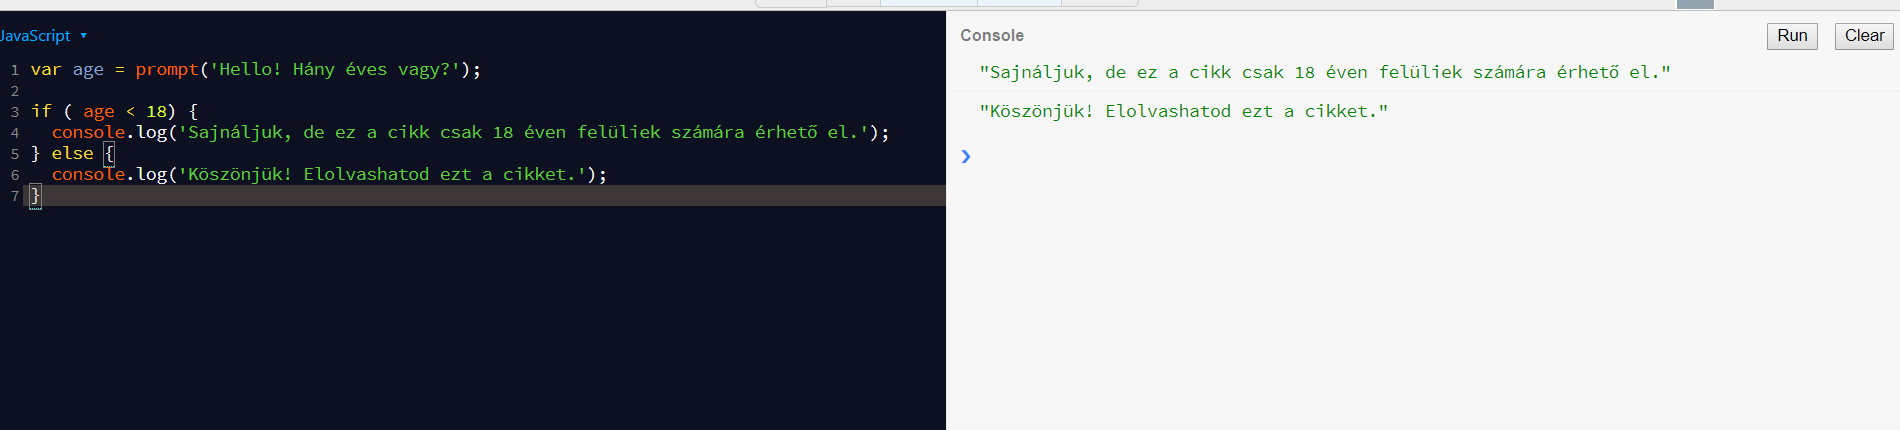 JavaScript ▾
1 var age = prompt('Hello! Hány éves vagy?');
2
3 if ( age < 18) {
4   console.log('Sajnáljuk, de ez a cikk csak 18 éven felüliek számára érhető el.');
5 } else {
6   console.log('Köszönjük! Elolvashatod ezt a cikket.');
7 }
Console
Run
Clear
"Sajnáljuk, de ez a cikk csak 18 éven felüliek számára érhető el."
"Köszönjük! Elolvashatod ezt a cikket."